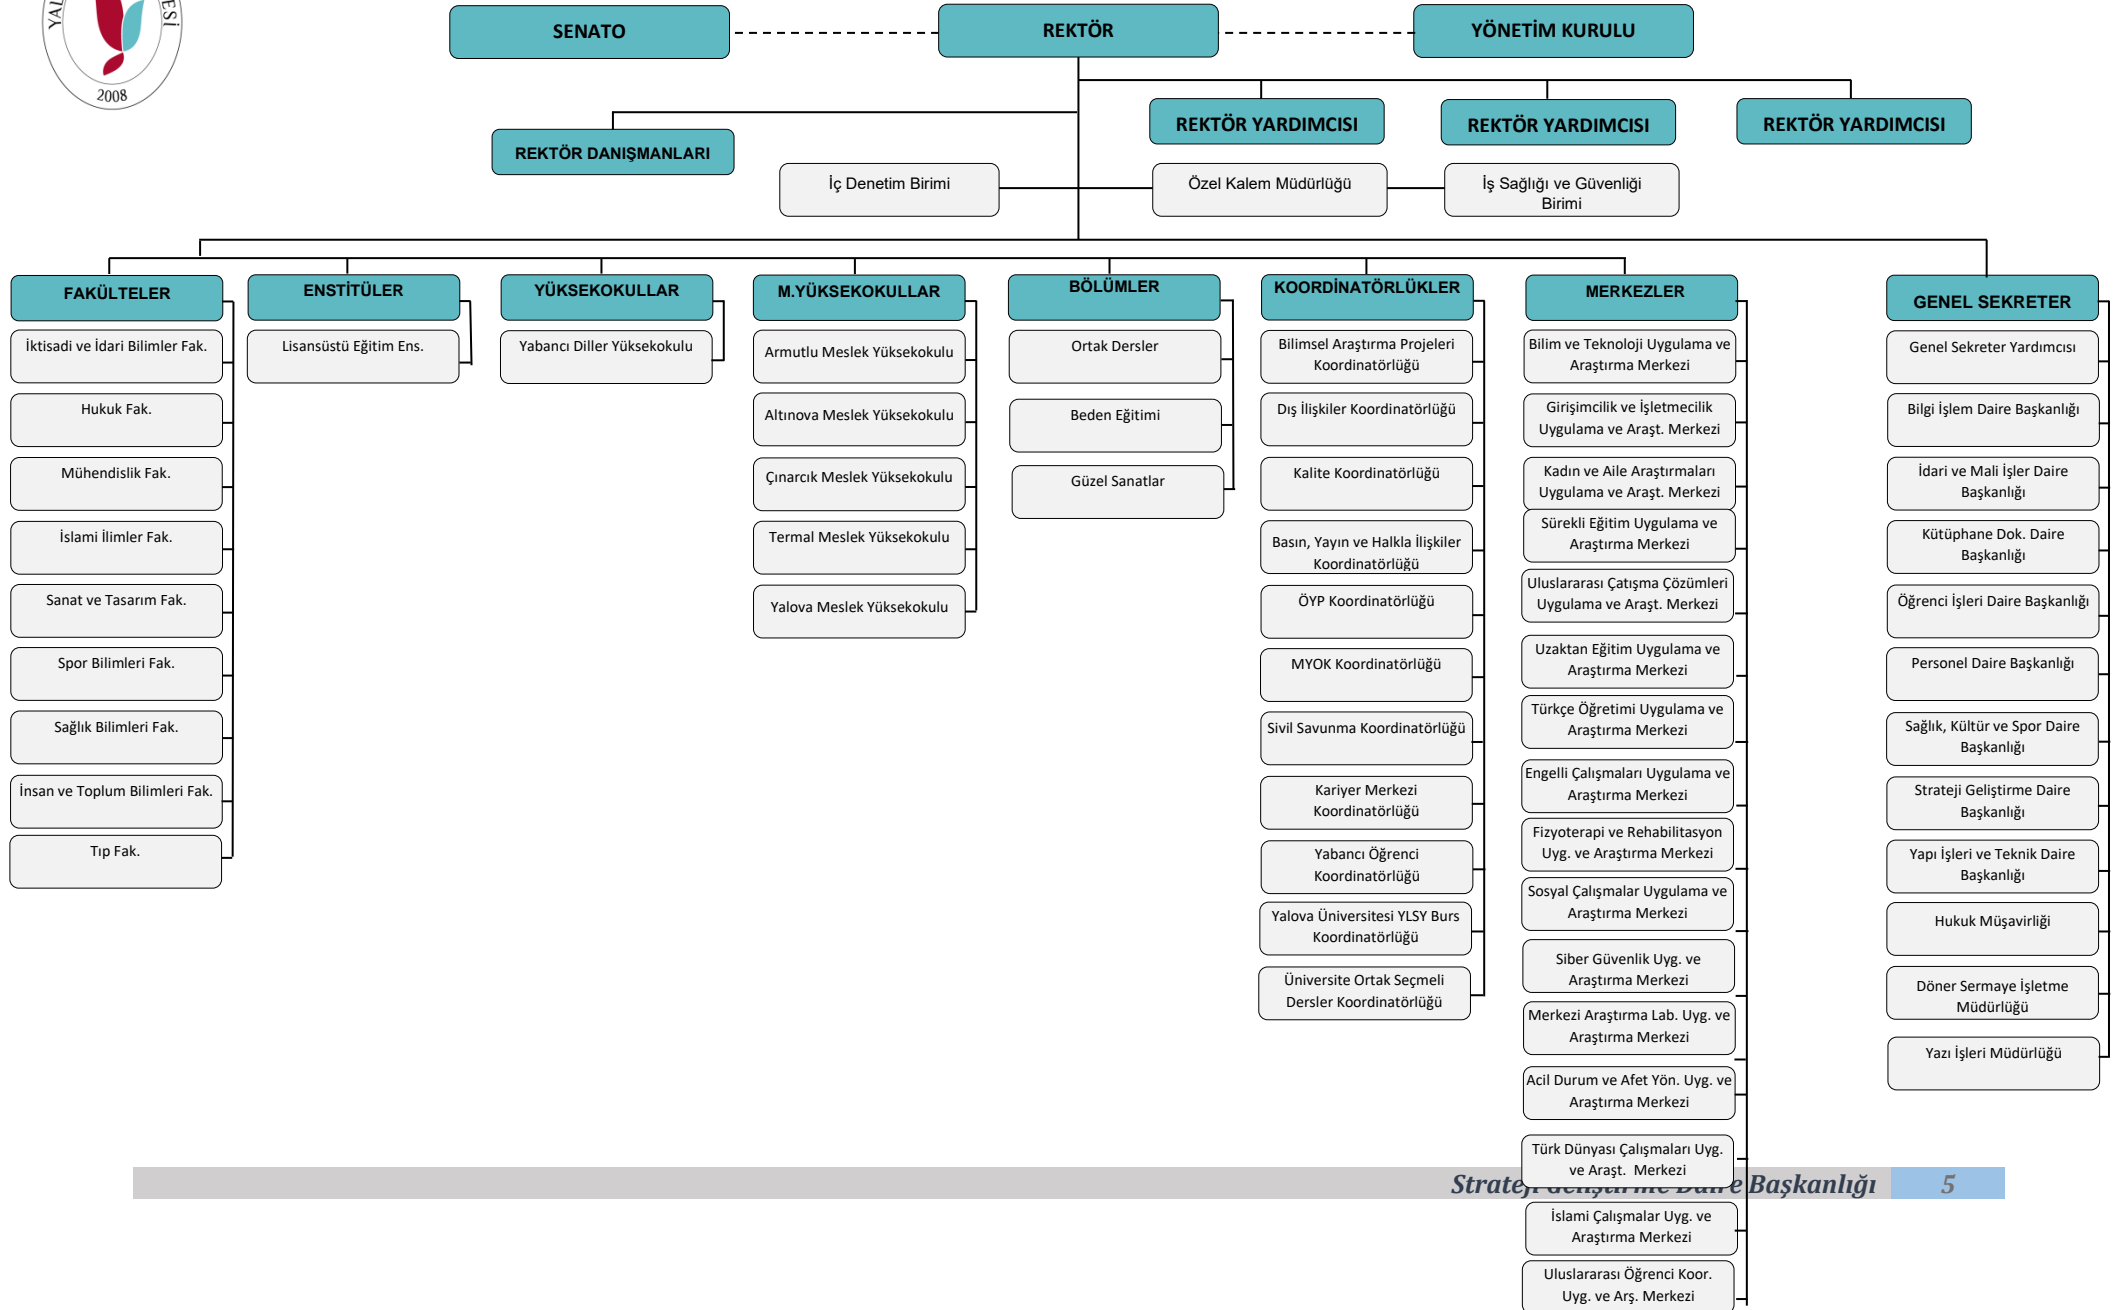 2008
SENATO
REKTÖR
YÖNETİM KURULU
REKTÖR DANIŞMANLARI
REKTÖR YARDIMCISI
REKTÖR YARDIMCISI
REKTÖR YARDIMCISI
İç Denetim Birimi
Özel Kalem Müdürlüğü
İş Sağlığı ve Güvenliği
Birimi
FAKÜLTELER
İktisadi ve İdari Bilimler Fak.
Hukuk Fak.
Mühendislik Fak.
İslami İlimler Fak.
Sanat ve Tasarım Fak.
Spor Bilimleri Fak.
Sağlık Bilimleri Fak.
İnsan ve Toplum Bilimleri Fak.
Tıp Fak.
ENSTİTÜLER
Lisansüstü Eğitim Ens.
YÜKSEKOKULLAR
Yabancı Diller Yüksekokulu
M.YÜKSEKOKULLAR
Armutlu Meslek Yüksekokulu
Altınova Meslek Yüksekokulu
Çınarcık Meslek Yüksekokulu
Termal Meslek Yüksekokulu
Yalova Meslek Yüksekokulu
BÖLÜMLER
Ortak Dersler
Beden Eğitimi
Güzel Sanatlar
KOORDİNATÖRLÜKLER
Bilimsel Araştırma Projeleri
Koordinatörlüğü
Dış İlişkiler Koordinatörlüğü
Kalite Koordinatörlüğü
Basın, Yayın ve Halkla İlişkiler
Koordinatörlüğü
ÖYP Koordinatörlüğü
MYOK Koordinatörlüğü
Sivil Savunma Koordinatörlüğü
Kariyer Merkezi
Koordinatörlüğü
Yabancı Öğrenci
Koordinatörlüğü
Yalova Üniversitesi YLSY Burs
Koordinatörlüğü
Üniversite Ortak Seçmeli
Dersler Koordinatörlüğü
MERKEZLER
Bilim ve Teknoloji Uygulama ve
Araştırma Merkezi
Girişimcilik ve İşletmecilik
Uygulama ve Araşt. Merkezi
Kadın ve Aile Araştırmaları
Uygulama ve Araşt. Merkezi
Sürekli Eğitim Uygulama ve
Araştırma Merkezi
Uluslararası Çatışma Çözümleri
Uygulama ve Araşt. Merkezi
Uzaktan Eğitim Uygulama ve
Araştırma Merkezi
Türkçe Öğretimi Uygulama ve
Araştırma Merkezi
Engelli Çalışmaları Uygulama ve
Araştırma Merkezi
Fizyoterapi ve Rehabilitasyon
Uyg. ve Araştırma Merkezi
Sosyal Çalışmalar Uygulama ve
Araştırma Merkezi
Siber Güvenlik Uyg. ve
Araştırma Merkezi
Merkezi Araştırma Lab. Uyg. ve
Araştırma Merkezi
Acil Durum ve Afet Yön. Uyg. ve
Araştırma Merkezi
Türk Dünyası Çalışmaları Uyg.
ve Araşt. Merkezi
İslami Çalışmalar Uyg. ve
Araştırma Merkezi
Uluslararası Öğrenci Koor.
Uyg. ve Arş. Merkezi
GENEL SEKRETER
Genel Sekreter Yardımcısı
Bilgi İşlem Daire Başkanlığı
İdari ve Mali İşler Daire
Başkanlığı
Kütüphane Dok. Daire
Başkanlığı
Öğrenci İşleri Daire Başkanlığı
Personel Daire Başkanlığı
Sağlık, Kültür ve Spor Daire
Başkanlığı
Strateji Geliştirme Daire
Başkanlığı
Yapı İşleri ve Teknik Daire
Başkanlığı
Hukuk Müşavirliği
Döner Sermaye İşletme
Müdürlüğü
Yazı İşleri Müdürlüğü
Strateji Geliştirme Daire Başkanlığı 5